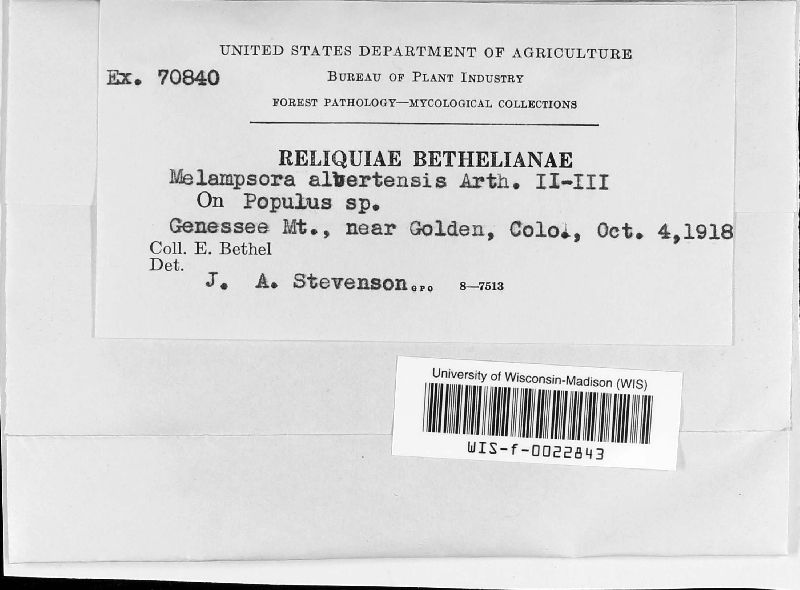 UNITED STATES DEPARTMENT OF AGRICULTURE
Ex. 70840
BUREAU OF PLANT INDUSTRY
FOREST PATHOLOGY—MYCOLOGICAL COLLECTIONS
RELIQUIAE BETHELIANAE
Melampsora albertensis Arth. II-III
On Populus sp.
Genessee Mt., near Golden, Colo., Oct. 4,1918
Coll. E. Bethel
Det.
J. A. Stevenson GPO 8—7513
University of Wisconsin-Madison (WIS)
WIS-f-0022843